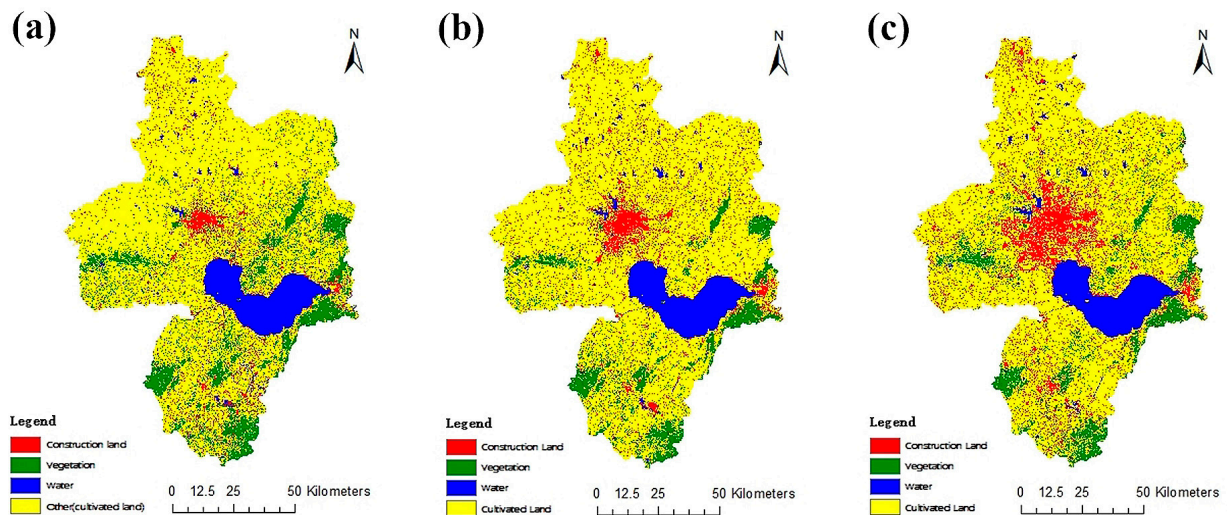 (a)
N
Legend
Construction land
Vegetation
Water
Other(cultivated land)
0 12.5 25 50 Kilometers
(b)
N
Legend
Construction Land
Vegetation
Water
Cultivated Land
0 12.5 25 50 Kilometers
(c)
N
Legend
Construction Land
Vegetation
Water
Cultivated Land
0 12.5 25 50 Kilometers